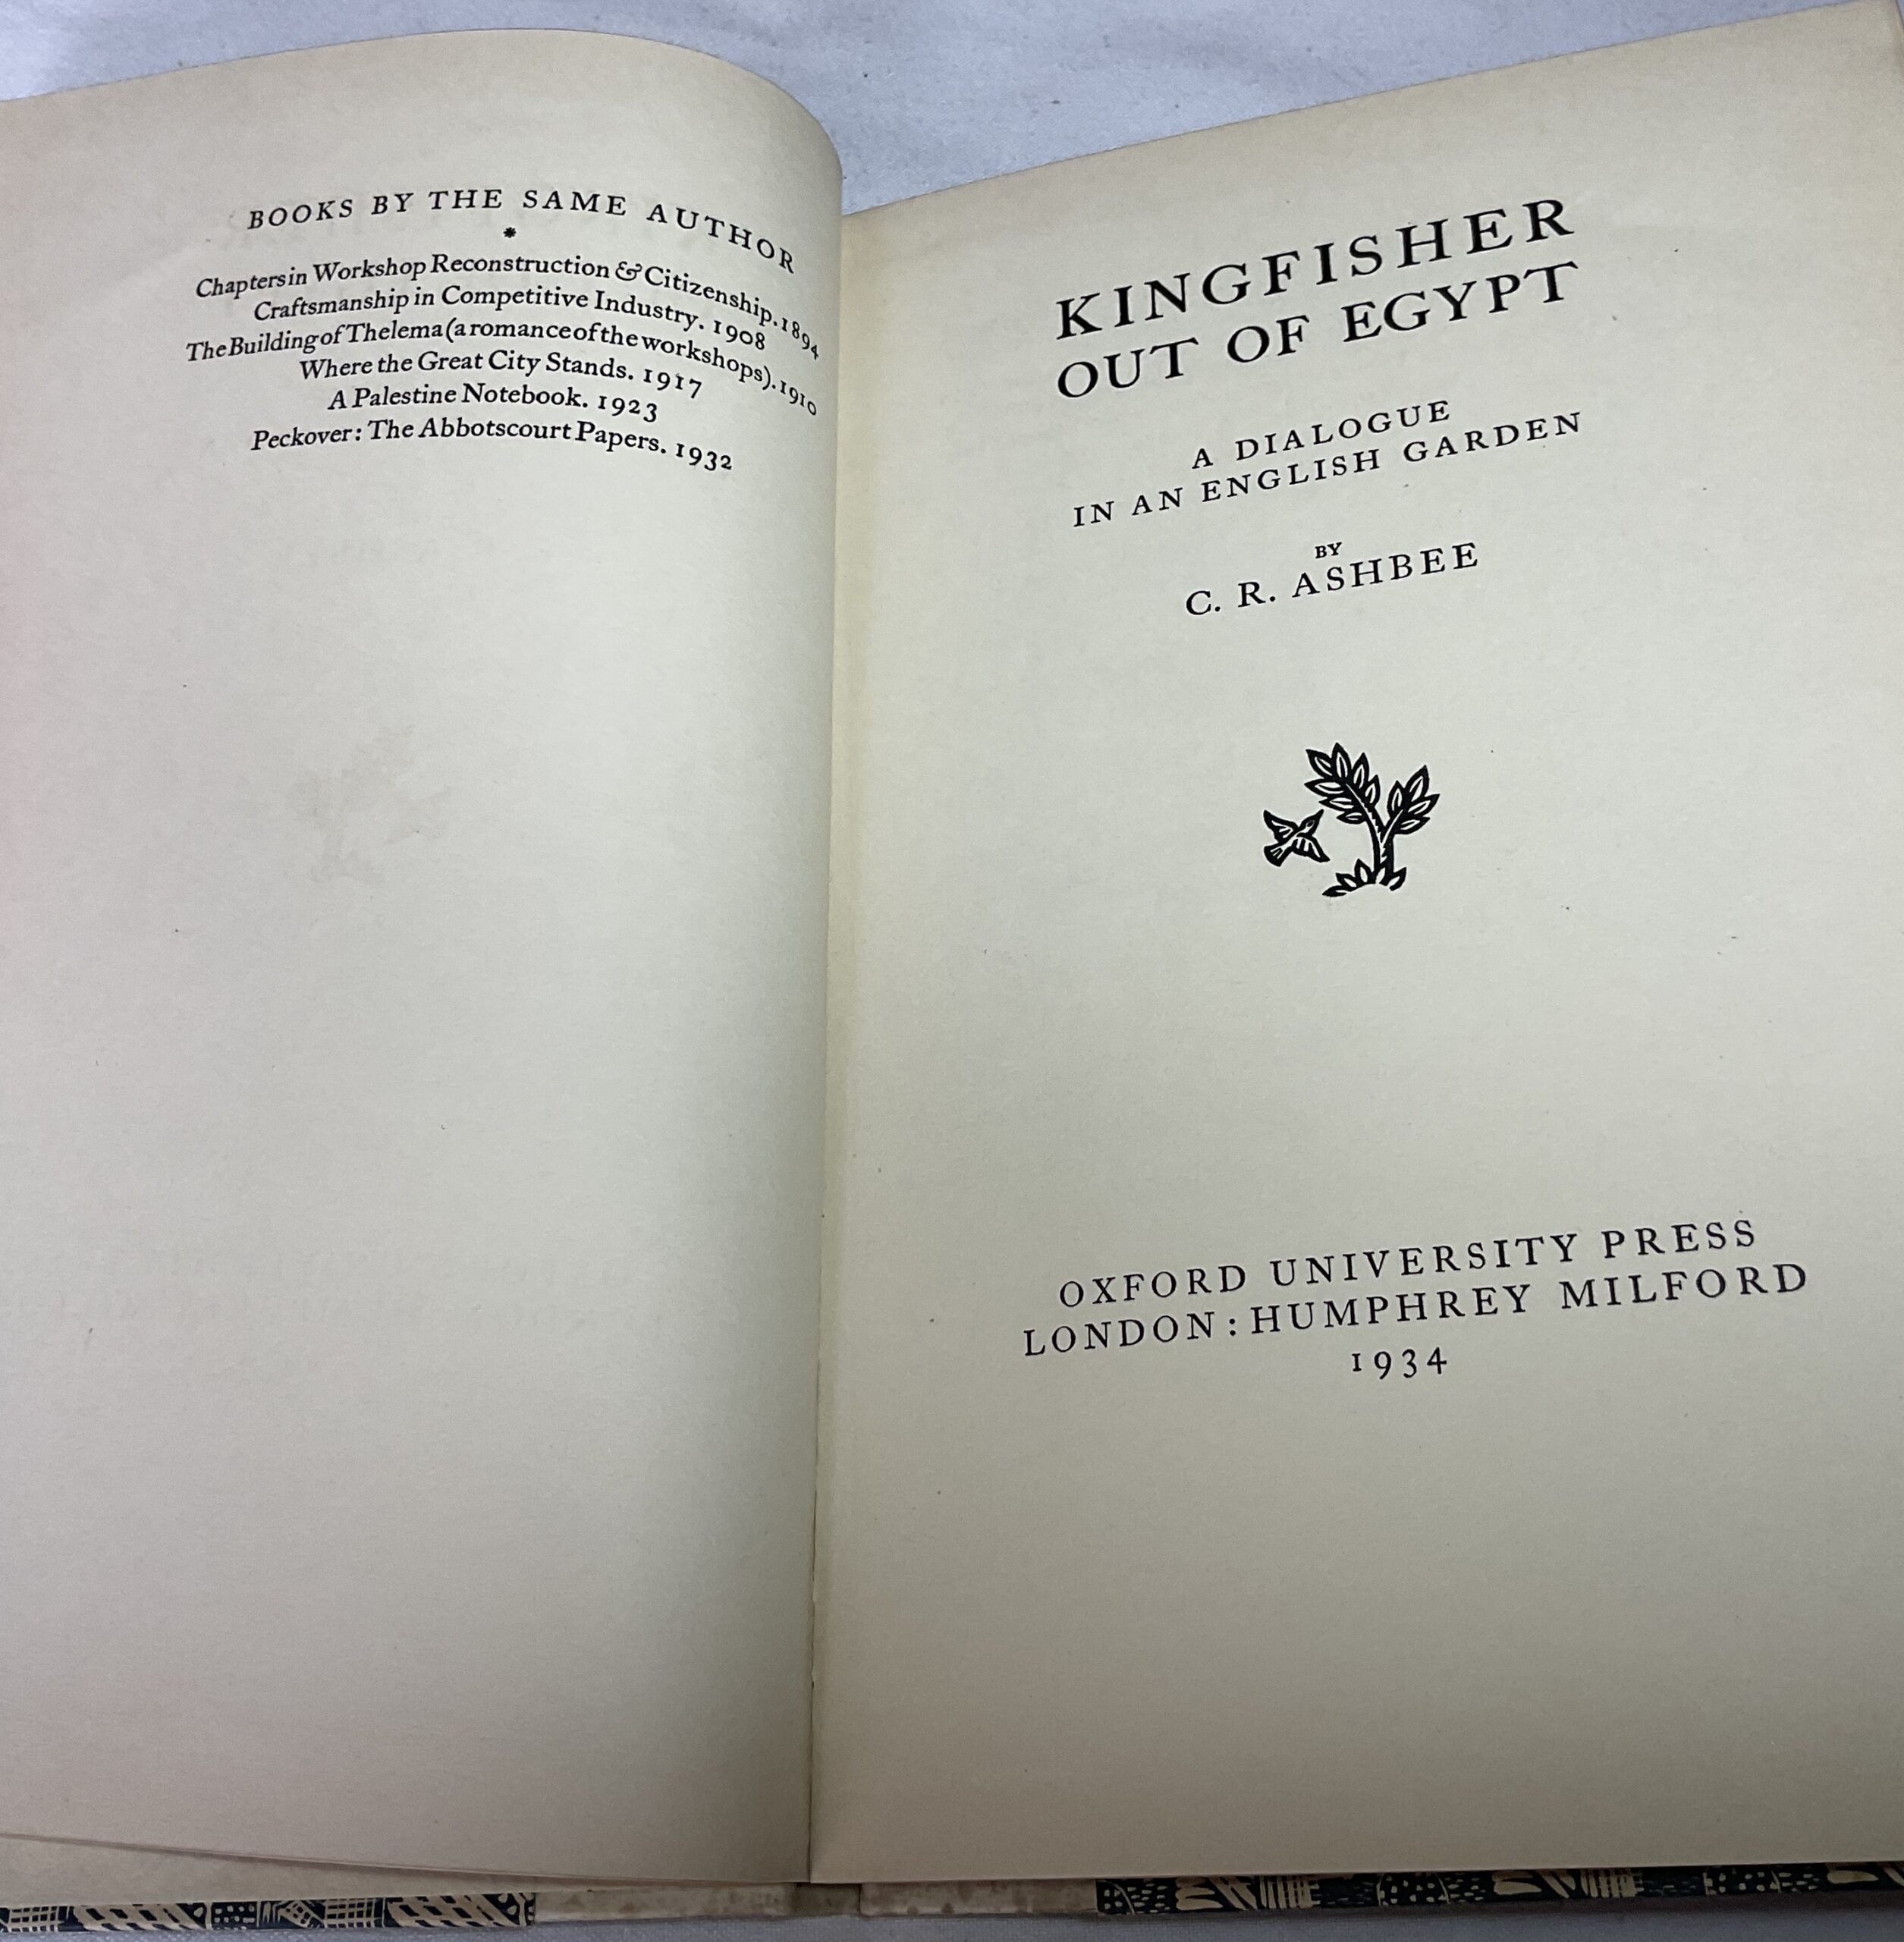 BOOKS BY THE SAME AUTHOR
Chapters in Workshop Reconstruction & Citizenship. 1894
Craftsmanship in Competitive Industry. 1908
The Building of Thelema (a romance of the workshops). 1910
Where the Great City Stands. 1917
A Palestine Notebook. 1923
Peckover: The Abbotscourt Papers. 1932
KINGFISHER
OUT OF EGYPT
A DIALOGUE
IN AN ENGLISH GARDEN
BY
C. R. ASHBEE
OXFORD UNIVERSITY PRESS
LONDON: HUMPHREY MILFORD
1934